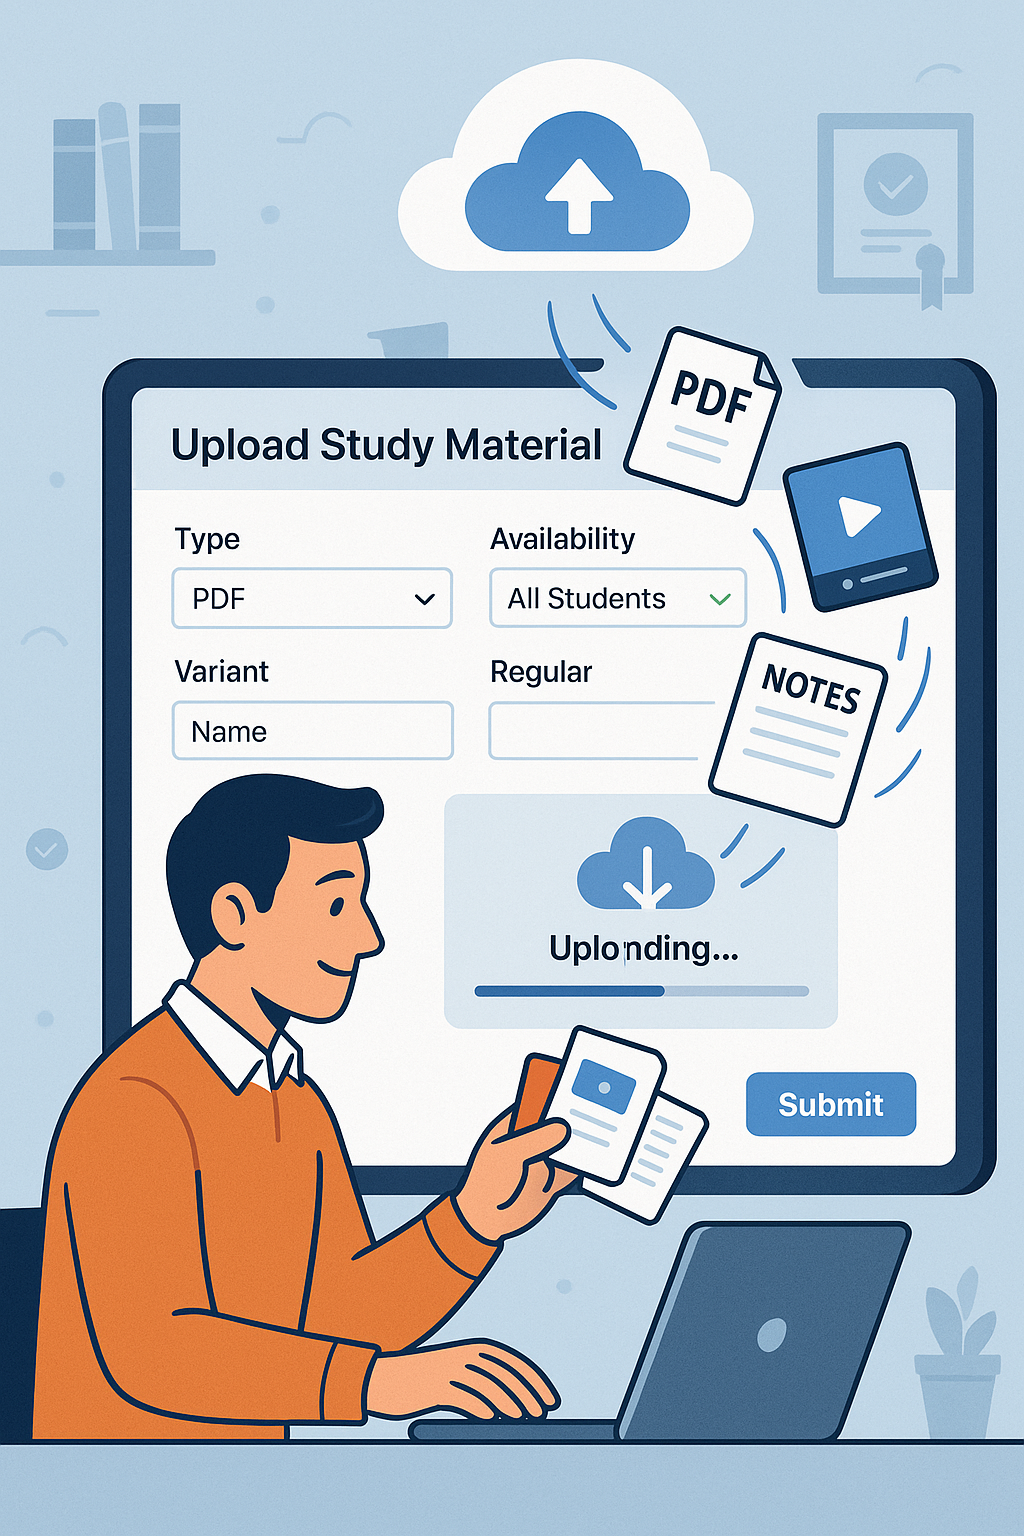 PDF
Upload Study Material
Type
Availability
PDF
All Students
Variant
Regular
NOTES
Name
Uplonding...
Submit